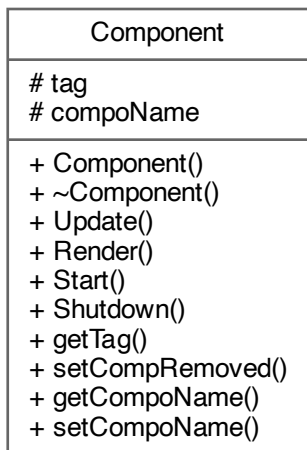 Component
# tag
# compoName
+ Component()
+ ~Component()
+ Update()
+ Render()
+ Start()
+ Shutdown()
+ getTag()
+ setCompRemoved()
+ getCompoName()
+ setCompoName()